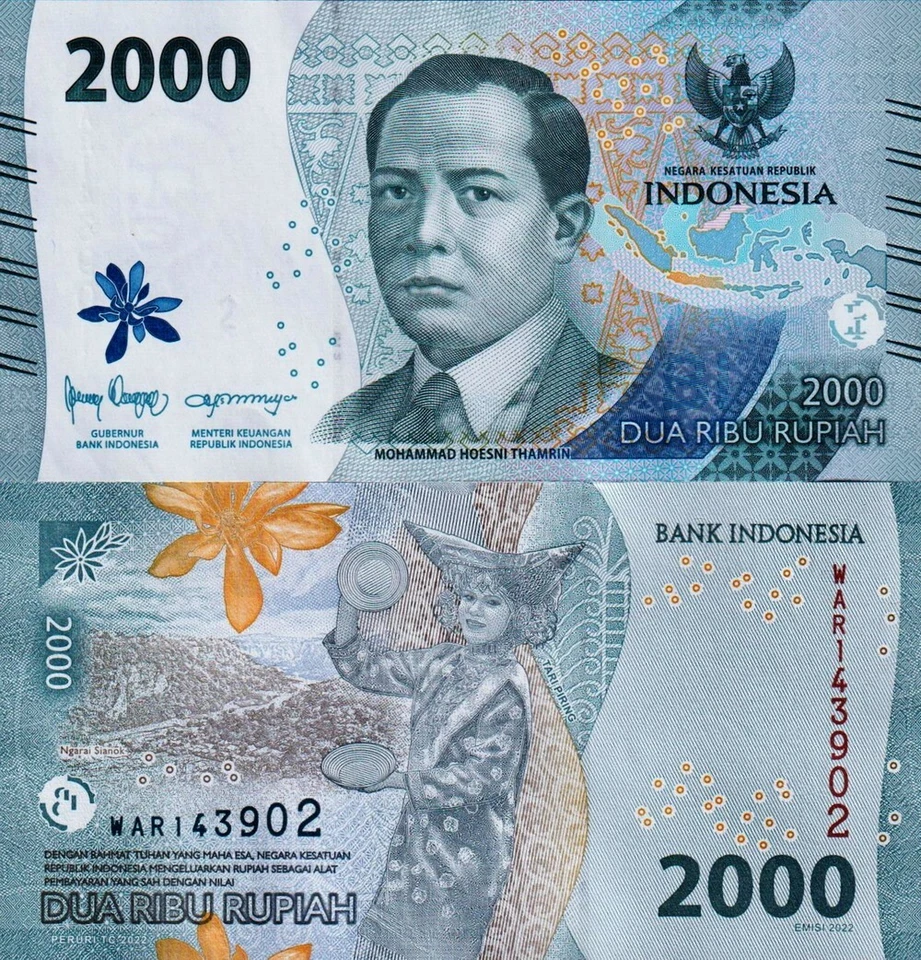 2000
NEGARA KESATUAN REPUBLIK
INDONESIA
GUBERNUR
BANK INDONESIA
MENTERI KEUANGAN
REPUBLIK INDONESIA
2000
DUA RIBU RUPIAH
MOHAMMAD HOESNI THAMRIN
BANK INDONESIA
WAR143902
2000
TARI PIRING
Ngarai Sianok
WAR143902
DENGAN RAHMAT TUHAN YANG MAHA ESA, NEGARA KESATUAN
REPUBLIK INDONESIA MENGELUARKAN RUPIAH SEBAGAI ALAT
PEMBAYARAN YANG SAH DENGAN NILAI
DUA RIBU RUPIAH
PERURI TC 2022
2000
EMISI 2022